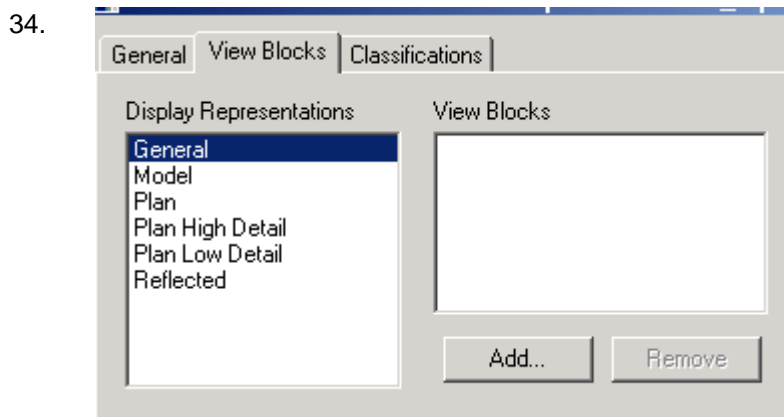 34.
General View Blocks Classifications
Display Representations
General
Model
Plan
Plan High Detail
Plan Low Detail
Reflected
View Blocks
Add... Remove